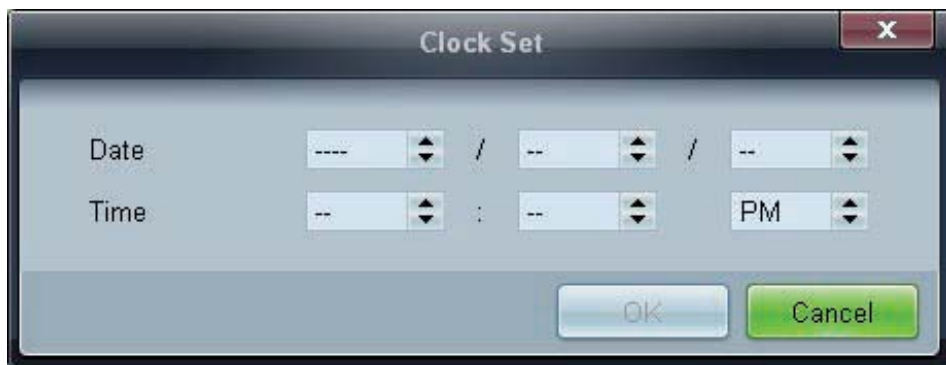 Clock Set x
Date ---- / -- / --
Time -- : -- PM
OK Cancel